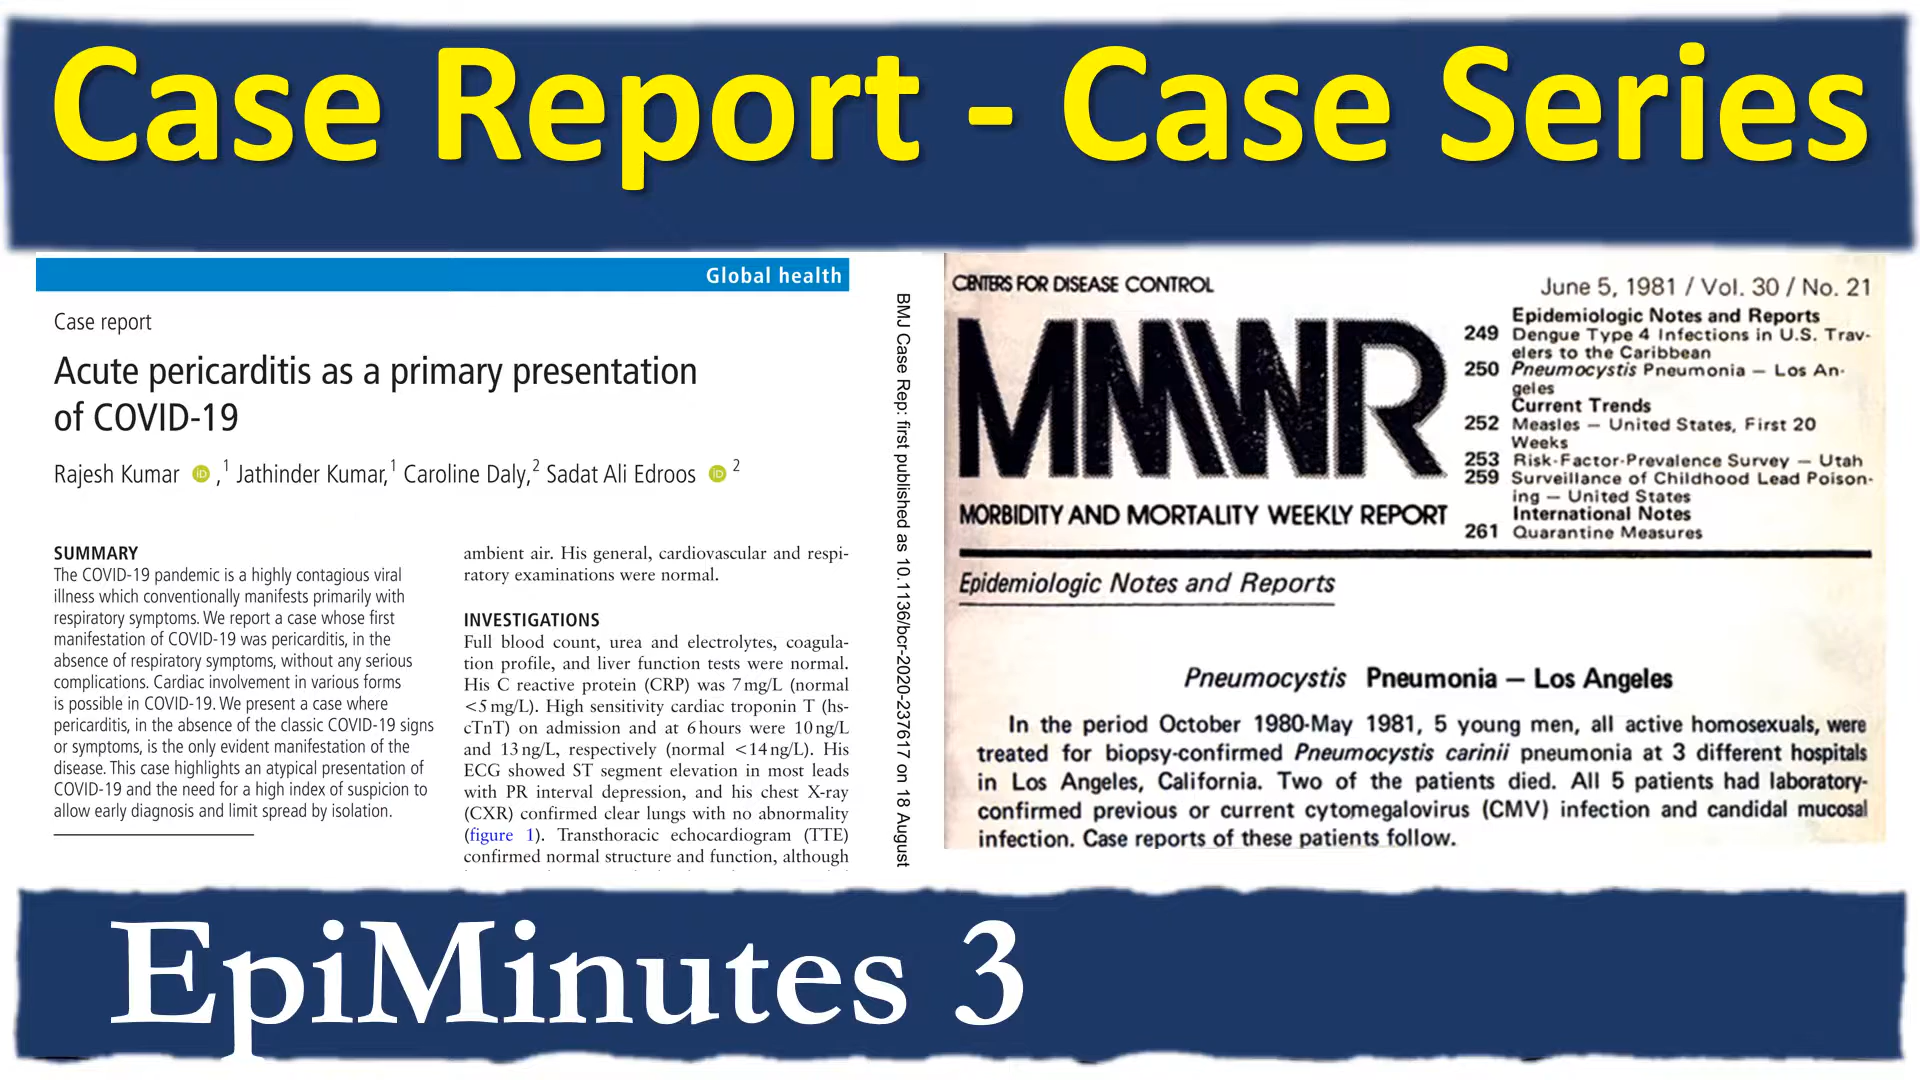 Case Report - Case Series
Global health
Case report
Acute pericarditis as a primary presentation
of COVID-19
Rajesh Kumar iD ,1 Jathinder Kumar,1 Caroline Daly,2 Sadat Ali Edroos iD 2
SUMMARY
The COVID-19 pandemic is a highly contagious viral
illness which conventionally manifests primarily with
respiratory symptoms. We report a case whose first
manifestation of COVID-19 was pericarditis, in the
absence of respiratory symptoms, without any serious
complications. Cardiac involvement in various forms
is possible in COVID-19. We present a case where
pericarditis, in the absence of the classic COVID-19 signs
or symptoms, is the only evident manifestation of the
disease. This case highlights an atypical presentation of
COVID-19 and the need for a high index of suspicion to
allow early diagnosis and limit spread by isolation.
ambient air. His general, cardiovascular and respi-
ratory examinations were normal.
INVESTIGATIONS
Full blood count, urea and electrolytes, coagula-
tion profile, and liver function tests were normal.
His C reactive protein (CRP) was 7 mg/L (normal
<5 mg/L). High sensitivity cardiac troponin T (hs-
cTnT) on admission and at 6 hours were 10 ng/L
and 13 ng/L, respectively (normal <14 ng/L). His
ECG showed ST segment elevation in most leads
with PR interval depression, and his chest X-ray
(CXR) confirmed clear lungs with no abnormality
(figure 1). Transthoracic echocardiogram (TTE)
confirmed normal structure and function, although
BMJ Case Rep: first published as 10.1136/bcr-2020-237617 on 18 August
CENTERS FOR DISEASE CONTROL
June 5, 1981 / Vol. 30 / No. 21
MMWR
MORBIDITY AND MORTALITY WEEKLY REPORT
Epidemiologic Notes and Reports
249 Dengue Type 4 Infections in U.S. Trav-
elers to the Caribbean
250 Pneumocystis Pneumonia — Los An-
geles
Current Trends
252 Measles — United States, First 20
Weeks
253 Risk-Factor-Prevalence Survey — Utah
259 Surveillance of Childhood Lead Poison-
ing — United States
International Notes
261 Quarantine Measures
Epidemiologic Notes and Reports
Pneumocystis Pneumonia — Los Angeles
In the period October 1980-May 1981, 5 young men, all active homosexuals, were
treated for biopsy-confirmed Pneumocystis carinii pneumonia at 3 different hospitals
in Los Angeles, California. Two of the patients died. All 5 patients had laboratory-
confirmed previous or current cytomegalovirus (CMV) infection and candidal mucosal
infection. Case reports of these patients follow.
EpiMinutes 3